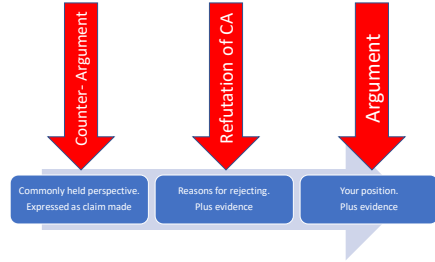 Counter- Argument
Refutation of CA
Argument
Commonly held perspective.
Expressed as claim made
Reasons for rejecting.
Plus evidence
Your position.
Plus evidence